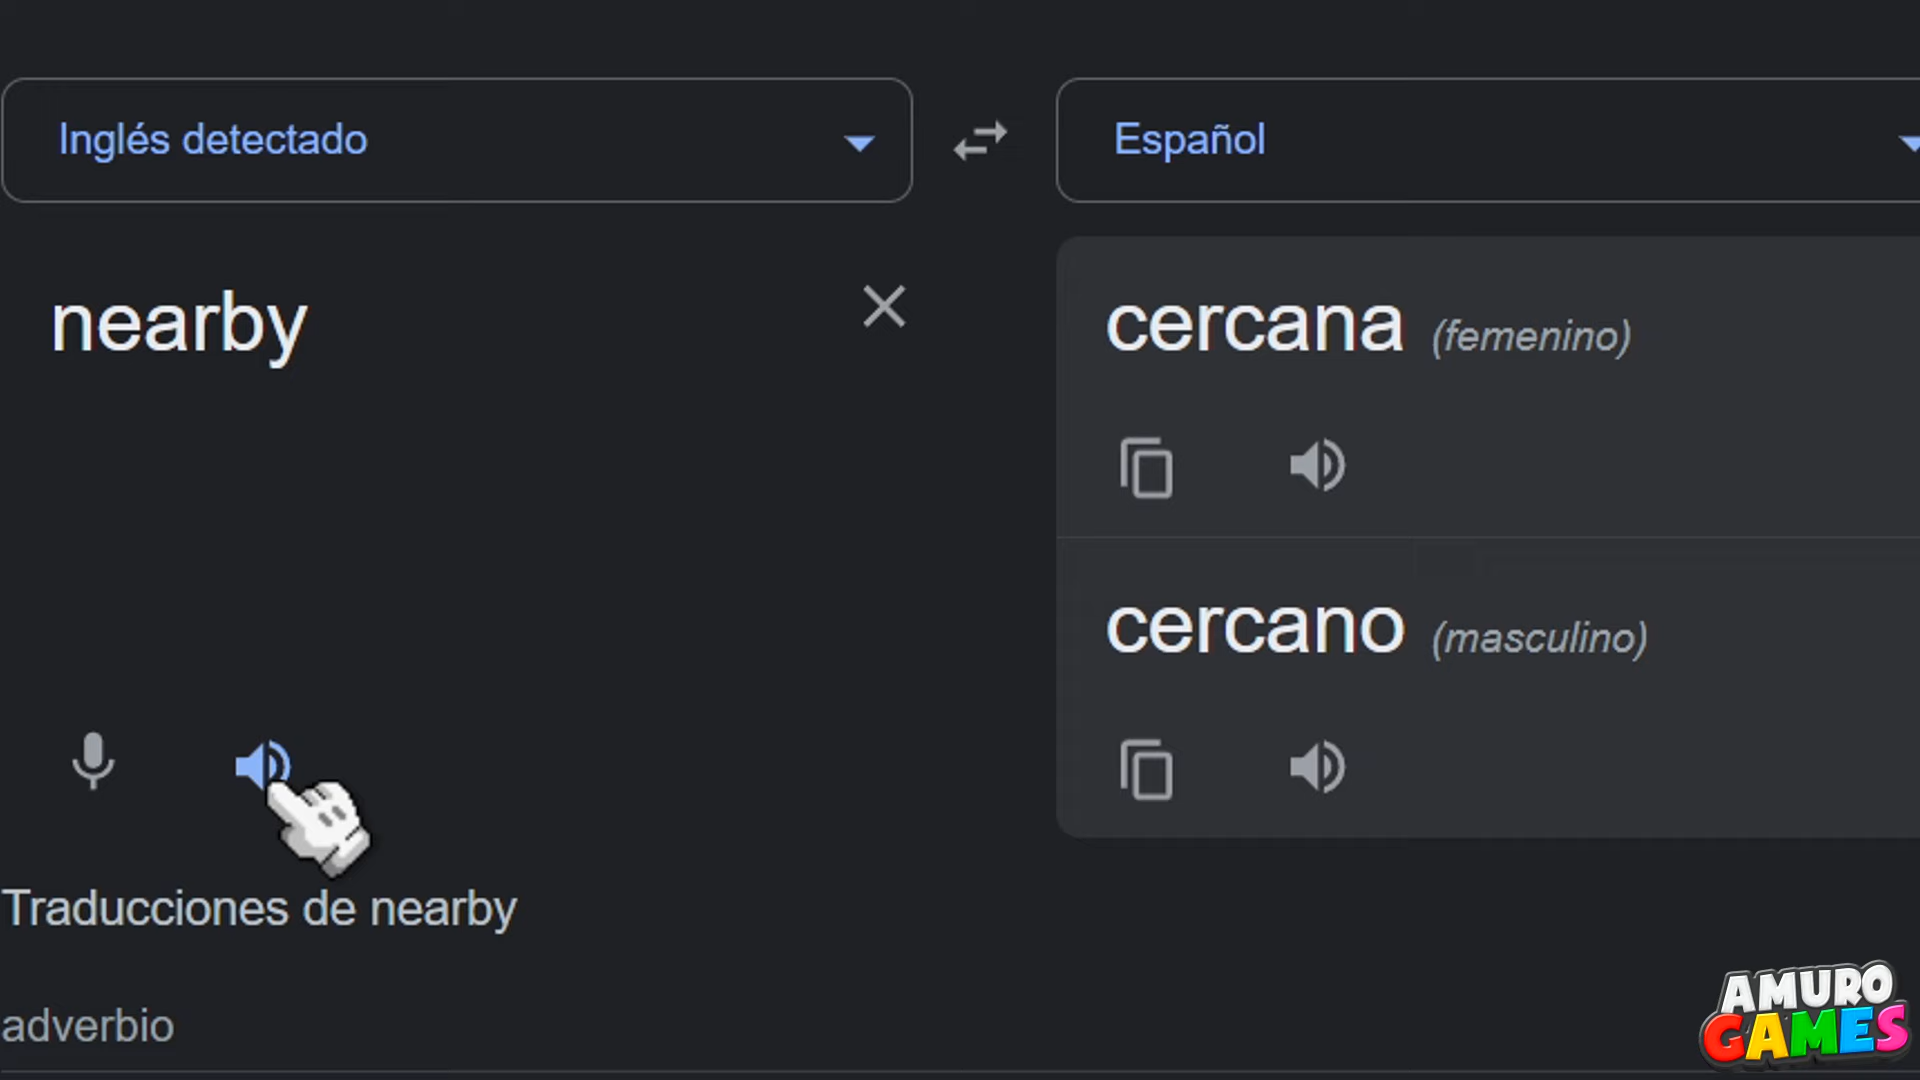 Inglés detectado
Español
nearby
cercana (femenino)
cercano (masculino)
Traducciones de nearby
adverbio
AMURO
GAMES